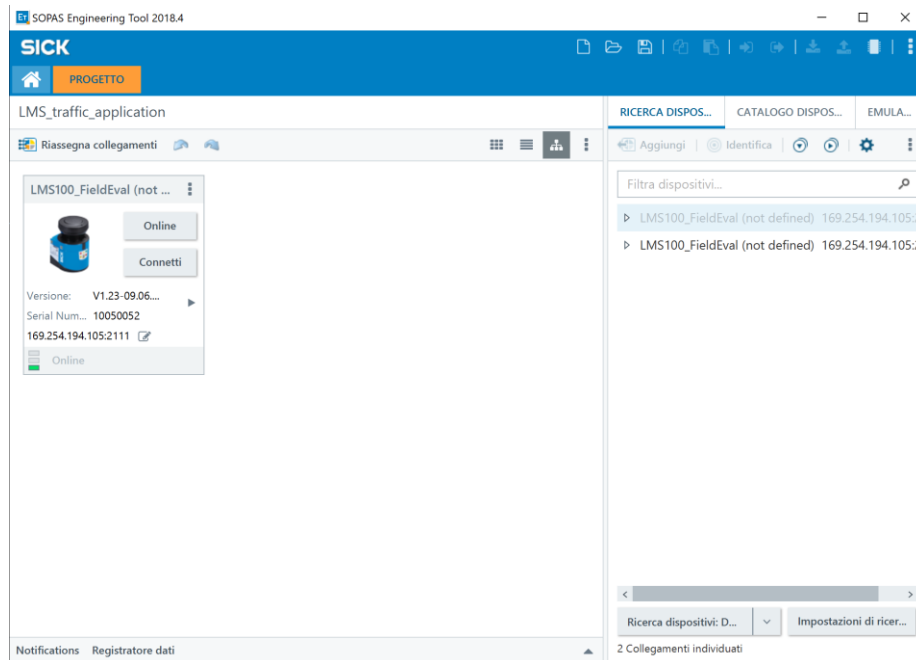 SOPAS Engineering Tool 2018.4
SICK
PROGETTO
LMS_traffic_application
Riassegna collegamenti
LMS100_FieldEval (not ...
Online
Connetti
Versione: V1.23-09.06....
Serial Num... 10050052
169.254.194.105:2111
Online
Notifications Registratore dati
RICERCA DISPOS... CATALOGO DISPOS... EMULA...
Aggiungi Identifica
Filtra dispositivi...
LMS100_FieldEval (not defined) 169.254.194.105:
LMS100_FieldEval (not defined) 169.254.194.105:
Ricerca dispositivi: D... Impostazioni di ricer...
2 Collegamenti individuati